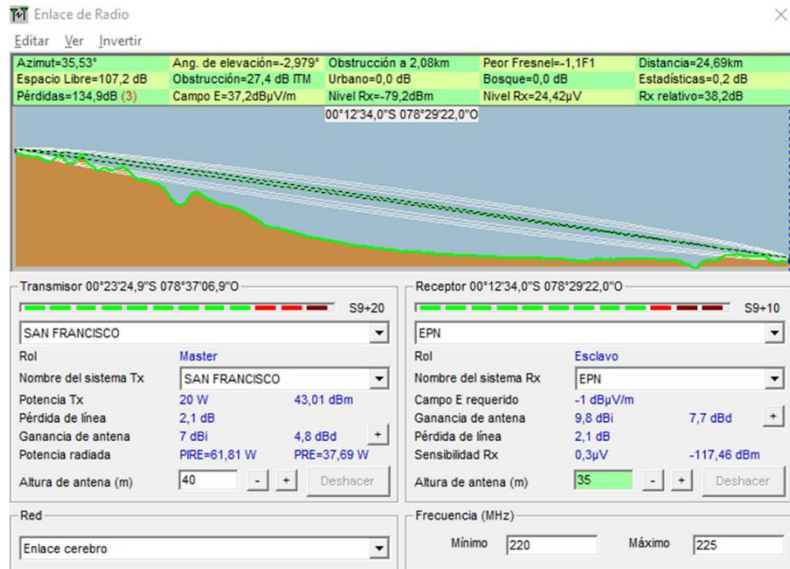 Enlace de Radio
Editar Ver Invertir
Azimut=35,53° Ang. de elevación=-2,979° Obstrucción a 2,08km Peor Fresnel=-1,1F1 Distancia=24,69km
Espacio Libre=107,2 dB Obstrucción=27,4 dB ITM Urbano=0,0 dB Bosque=0,0 dB Estadísticas=0,2 dB
Pérdidas=134,9dB (3) Campo E=37,2dBµV/m Nivel Rx=-79,2dBm Nivel Rx=24,42µV Rx relativo=38,2dB
00°12'34,0"S 078°29'22,0"O
Transmisor 00°23'24,9"S 078°37'06,9"O
S9+20
SAN FRANCISCO
Rol Master
Nombre del sistema Tx SAN FRANCISCO
Potencia Tx 20 W 43,01 dBm
Pérdida de línea 2,1 dB
Ganancia de antena 7 dBi 4,8 dBd +
Potencia radiada PIRE=61,81 W PRE=37,69 W
Altura de antena (m) 40 - + Deshacer
Receptor 00°12'34,0"S 078°29'22,0"O
S9+10
EPN
Rol Esclavo
Nombre del sistema Rx EPN
Campo E requerido -1 dBµV/m
Ganancia de antena 9,8 dBi 7,7 dBd +
Pérdida de línea 2,1 dB
Sensibilidad Rx 0,3µV -117,46 dBm
Altura de antena (m) 35 - + Deshacer
Red
Enlace cerebro
Frecuencia (MHz)
Mínimo 220 Máximo 225